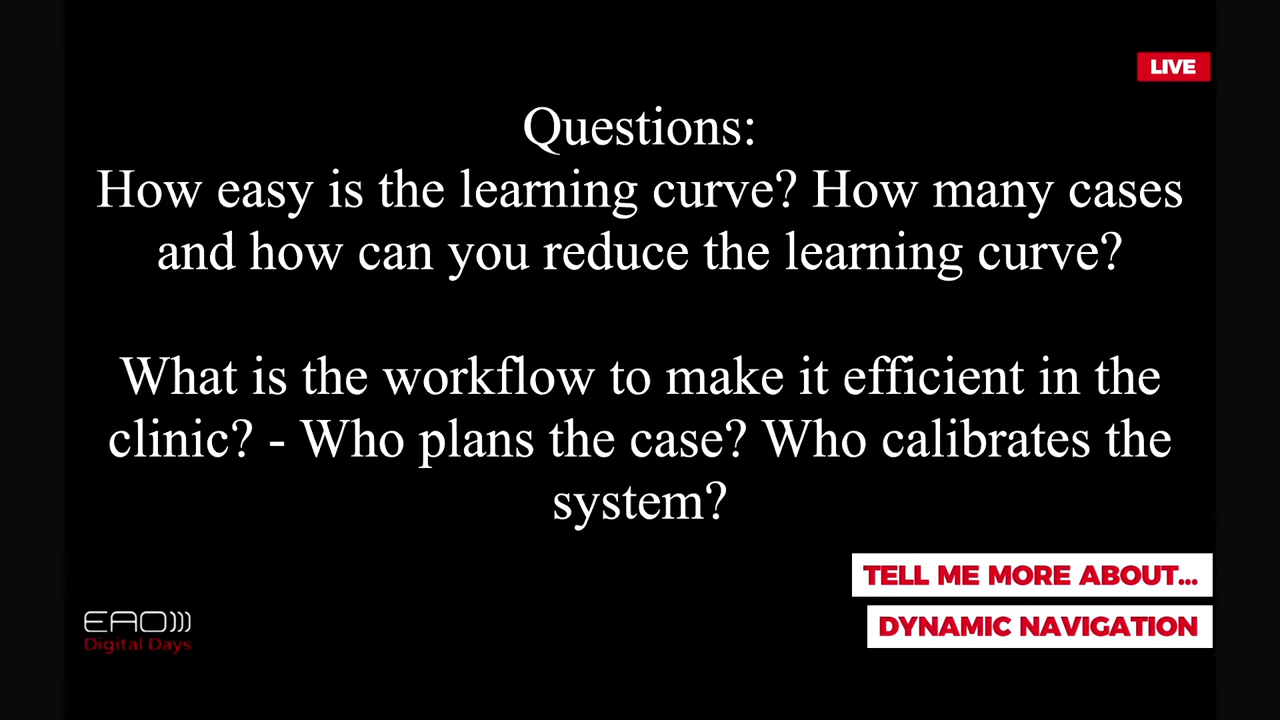 LIVE
Questions:
How easy is the learning curve? How many cases
and how can you reduce the learning curve?
What is the workflow to make it efficient in the
clinic? - Who plans the case? Who calibrates the
system?
TELL ME MORE ABOUT...
DYNAMIC NAVIGATION
EAO)))
Digital Days